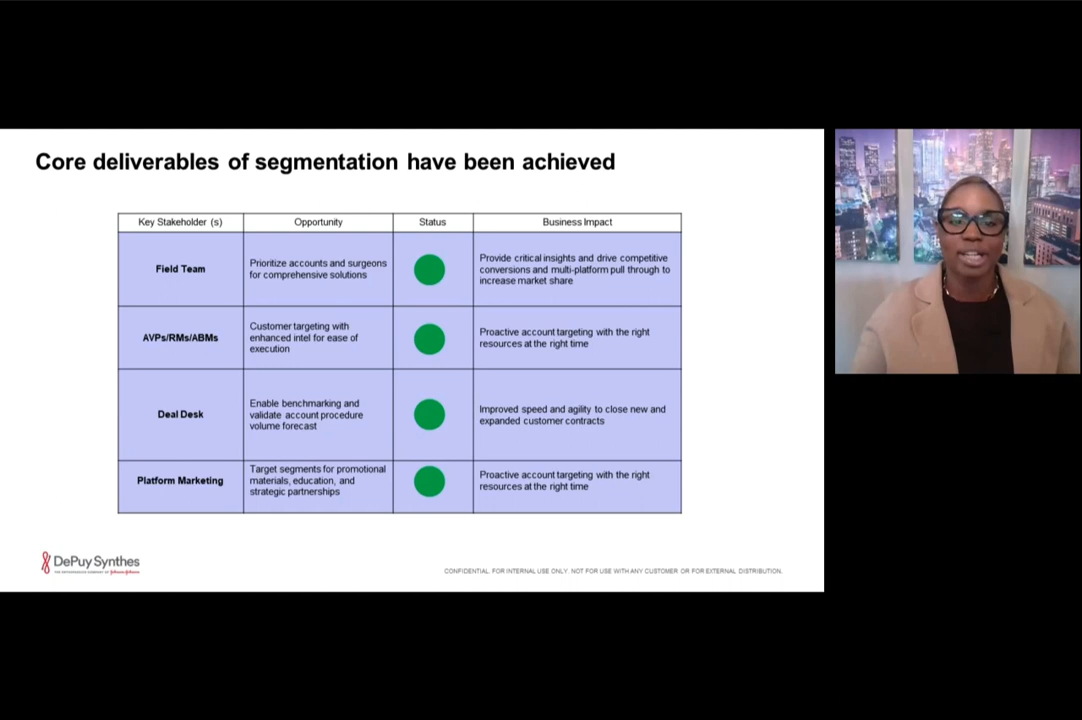 Core deliverables of segmentation have been achieved
Key Stakeholder (s)
Opportunity
Status
Business Impact
Field Team
Prioritize accounts and surgeons
for comprehensive solutions
Provide critical insights and drive competitive
conversions and multi-platform pull through to
increase market share
AVPs/RMs/ABMs
Customer targeting with
enhanced intel for ease of
execution
Proactive account targeting with the right
resources at the right time
Deal Desk
Enable benchmarking and
validate account procedure
volume forecast
Improved speed and agility to close new and
expanded customer contracts
Platform Marketing
Target segments for promotional
materials, education, and
strategic partnerships
Proactive account targeting with the right
resources at the right time
DePuy Synthes
CONFIDENTIAL. FOR INTERNAL USE ONLY. NOT FOR USE WITH ANY CUSTOMER OR FOR EXTERNAL DISTRIBUTION.